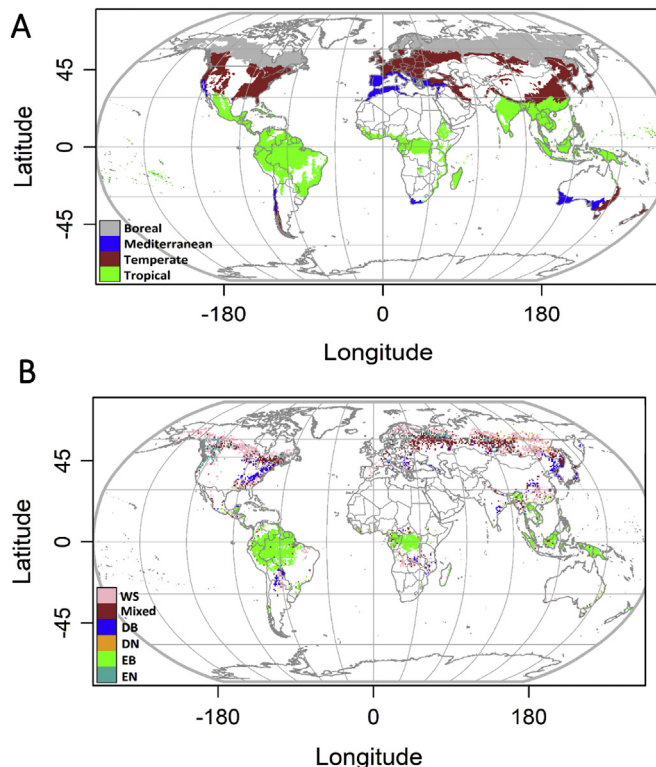 A
Latitude
45
0
-45
Boreal
Mediterranean
Temperate
Tropical
-180 0 180
Longitude
B
Latitude
45
0
-45
WS
Mixed
DB
DN
EB
EN
-180 0 180
Longitude